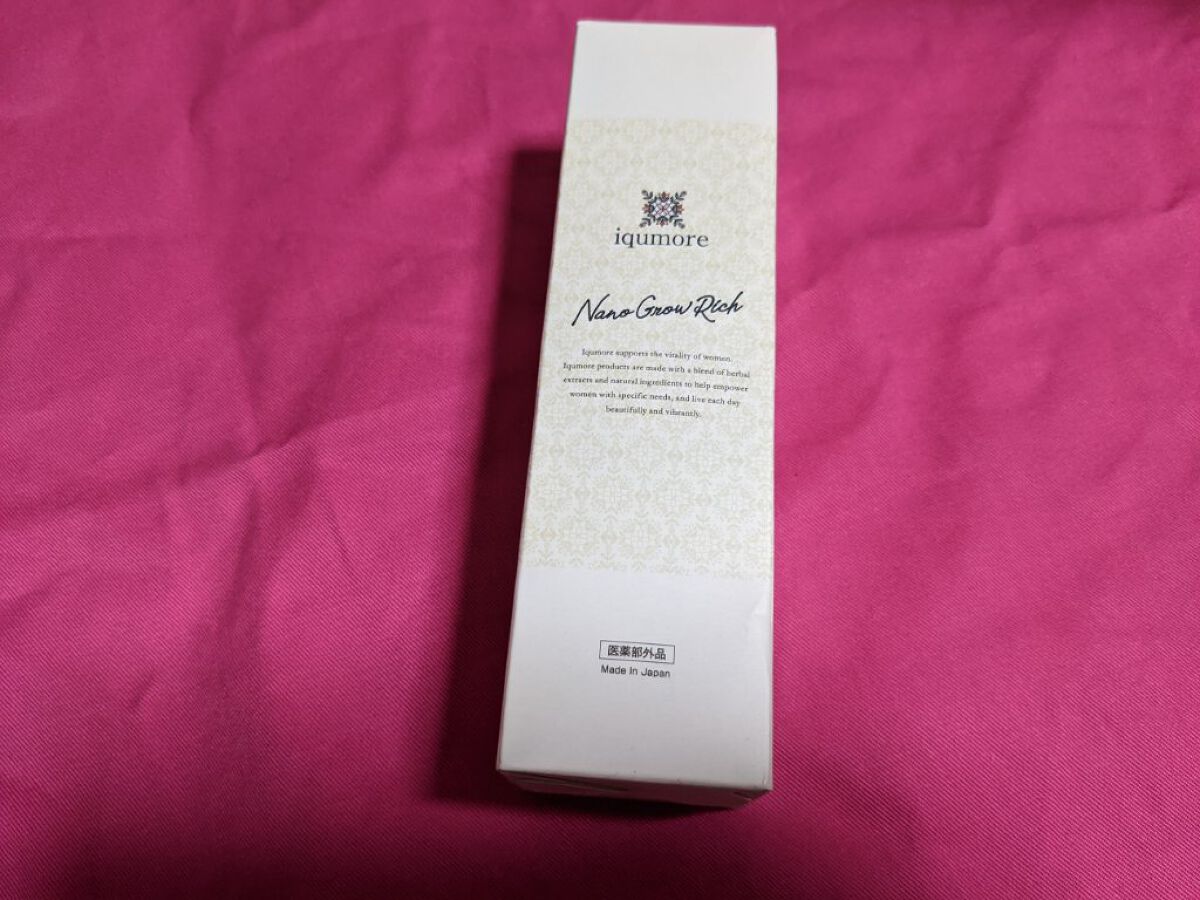 iqumore
Nano Grow Rich
Iqumore supports the vitality of women.
Iqumore products are made with a blend of herbal
extracts and natural ingredients to help empower
women with specific needs, and live each day
beautifully and vibrantly.
医薬部外品
Made In Japan